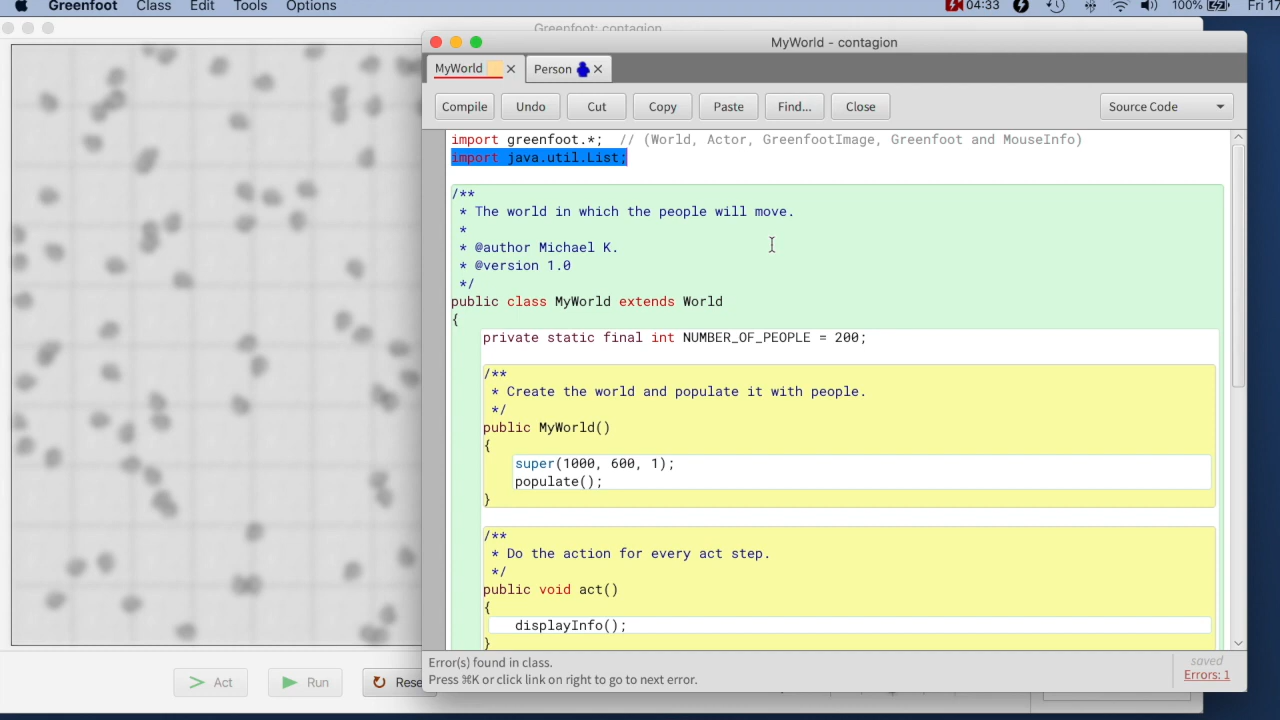 Greenfoot Class Edit Tools Options 04:33 100% Fri 17
Greenfoot: contagion
MyWorld - contagion
MyWorld Person
Compile Undo Cut Copy Paste Find... Close Source Code
import greenfoot.*;  // (World, Actor, GreenfootImage, Greenfoot and MouseInfo)
import java.util.List;
/**
 * The world in which the people will move.
 *
 * @author Michael K.
 * @version 1.0
 */
public class MyWorld extends World
{
    private static final int NUMBER_OF_PEOPLE = 200;
    /**
     * Create the world and populate it with people.
     */
    public MyWorld()
    {
        super(1000, 600, 1);
        populate();
    }
    /**
     * Do the action for every act step.
     */
    public void act()
    {
        displayInfo();
    }
Error(s) found in class.
Press ⌘K or click link on right to go to next error.
saved
Errors: 1
Act Run Rese